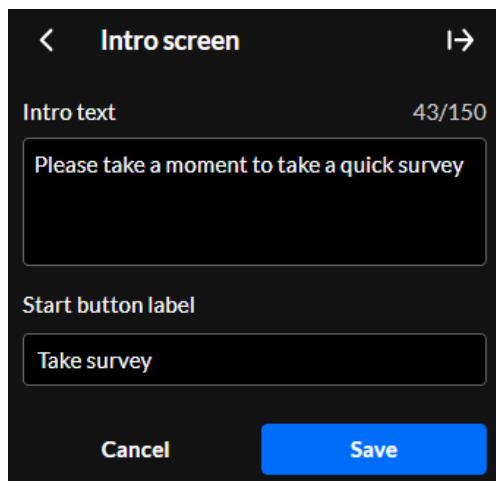 Intro screen
Intro text 43/150
Please take a moment to take a quick survey
Start button label
Take survey
Cancel Save